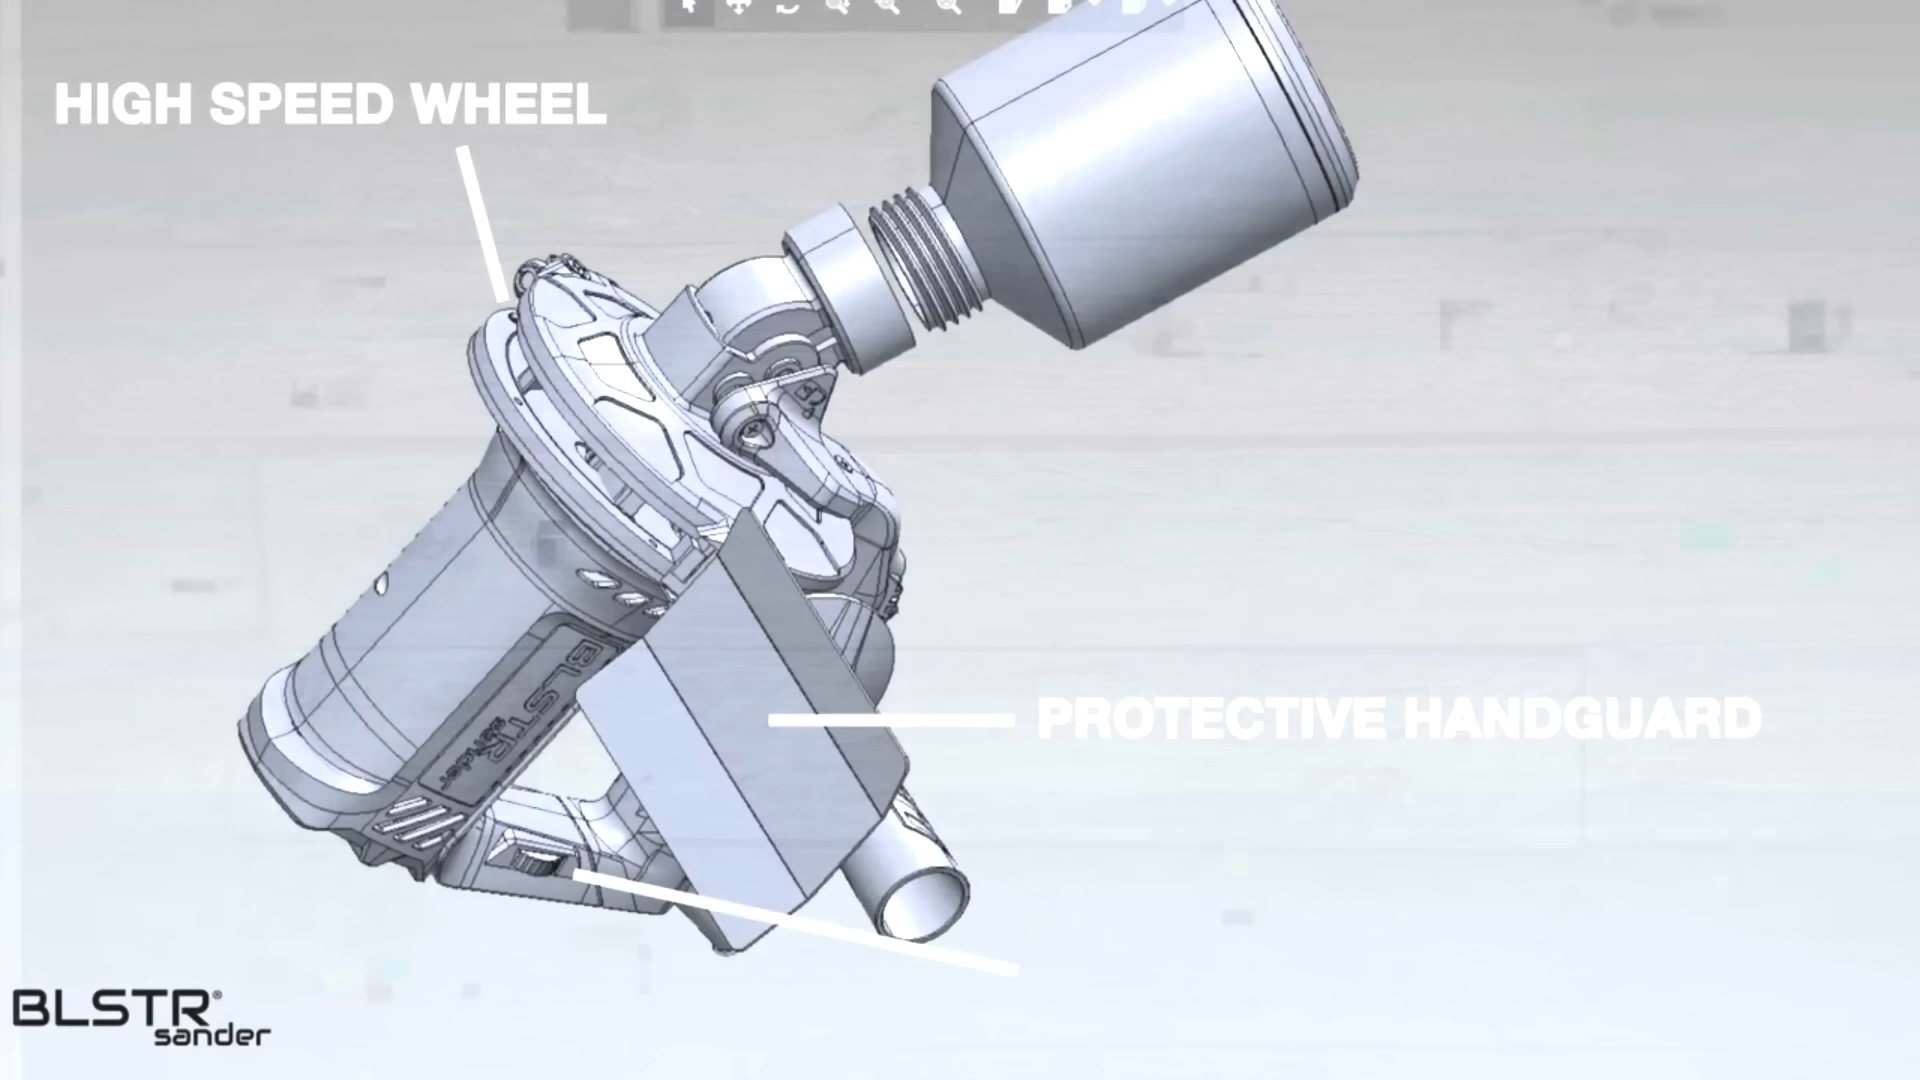 HIGH SPEED WHEEL
BLSTR
sander
PROTECTIVE HANDGUARD
BLSTR®
sander